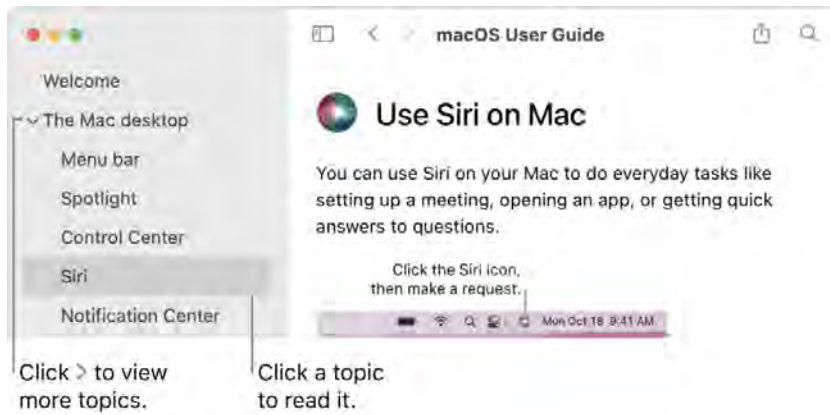 macOS User Guide
Welcome
The Mac desktop
Menu bar
Spotlight
Control Center
Siri
Notification Center
Use Siri on Mac
You can use Siri on your Mac to do everyday tasks like
setting up a meeting, opening an app, or getting quick
answers to questions.
Click the Siri icon,
then make a request.
Mon Oct 18 9:41 AM
Click > to view
more topics.
Click a topic
to read it.